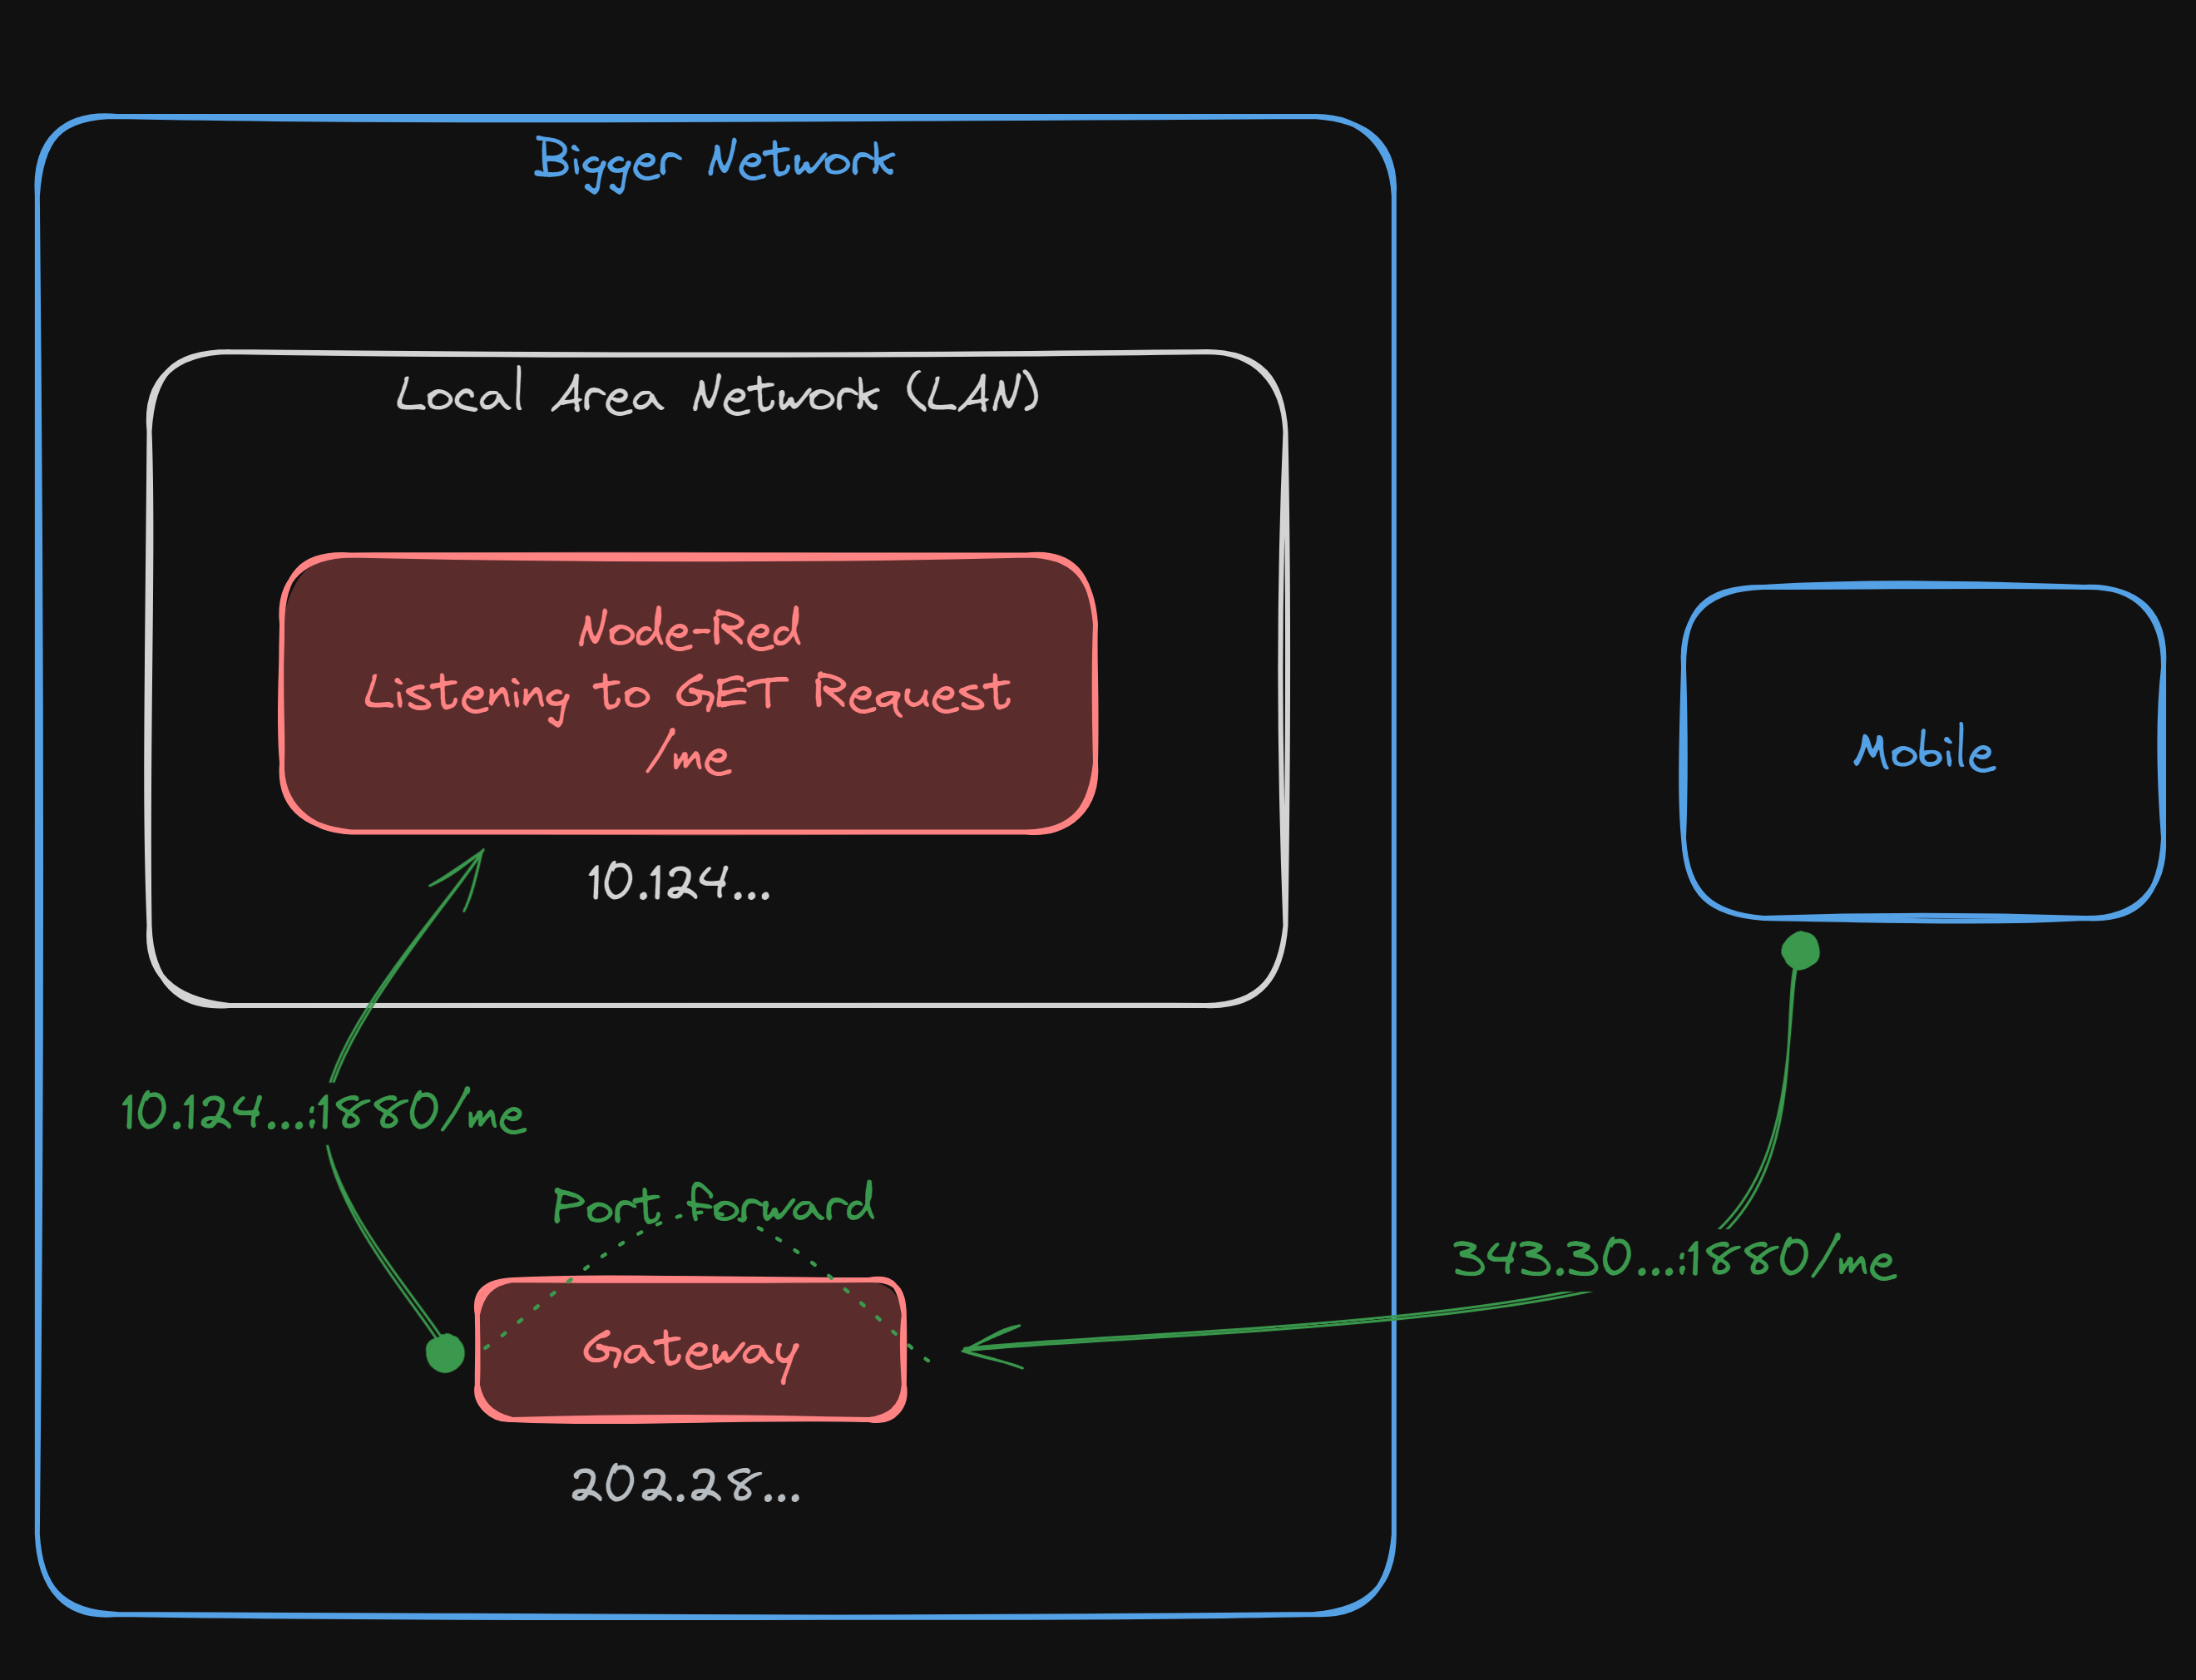 Bigger Network
Local Area Network (LAN)
Node-Red
Listening to GET Request
/me
Mobile
10.124...
10.124...:1880/me
Port forward
343.30...:1880/me
Gateway
202.28...